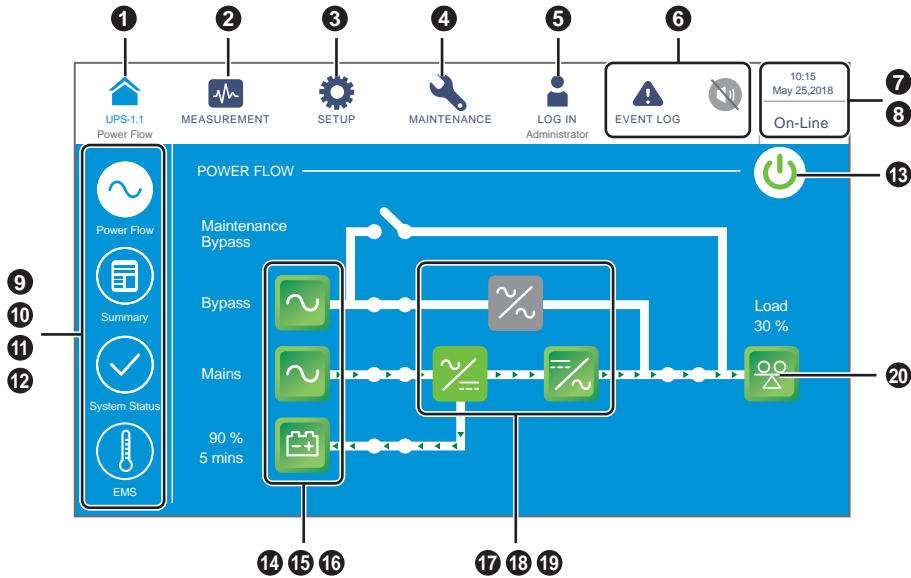 1 2 3 4 5 6
UPS-1.1
Power Flow
MEASUREMENT
SETUP
MAINTENANCE
LOG IN
Administrator
EVENT LOG
10:15
May 25,2018
On-Line
7
8
POWER FLOW
13
Power Flow
Summary
System Status
EMS
9
10
11
12
Maintenance
Bypass
Bypass
Mains
90 %
5 mins
Load
30 %
20
14 15 16
17 18 19